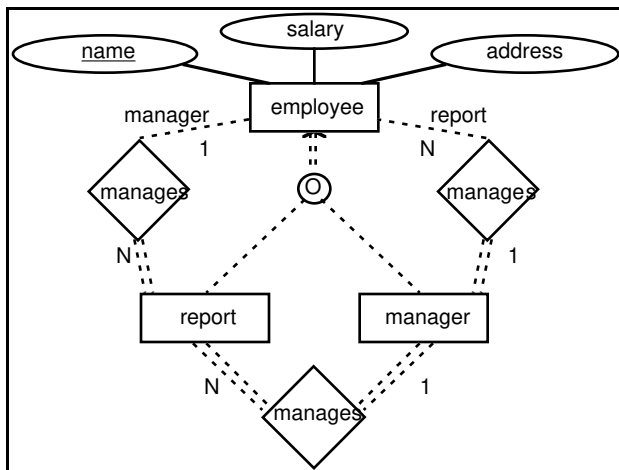 salary
name
address
employee
manager
report
1
N
manages
O
manages
N
1
report
manager
N
1
manages